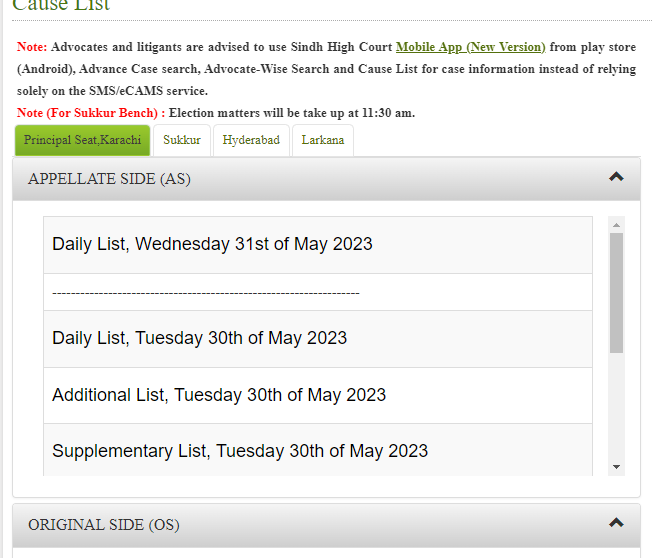 Cause List
Note: Advocates and litigants are advised to use Sindh High Court Mobile App (New Version) from play store
(Android), Advance Case search, Advocate-Wise Search and Cause List for case information instead of relying
solely on the SMS/eCAMS service.
Note (For Sukkur Bench) : Election matters will be take up at 11:30 am.
Principal Seat,Karachi Sukkur Hyderabad Larkana
APPELLATE SIDE (AS)
Daily List, Wednesday 31st of May 2023
------------------------------------------------------------------
Daily List, Tuesday 30th of May 2023
Additional List, Tuesday 30th of May 2023
Supplementary List, Tuesday 30th of May 2023
ORIGINAL SIDE (OS)